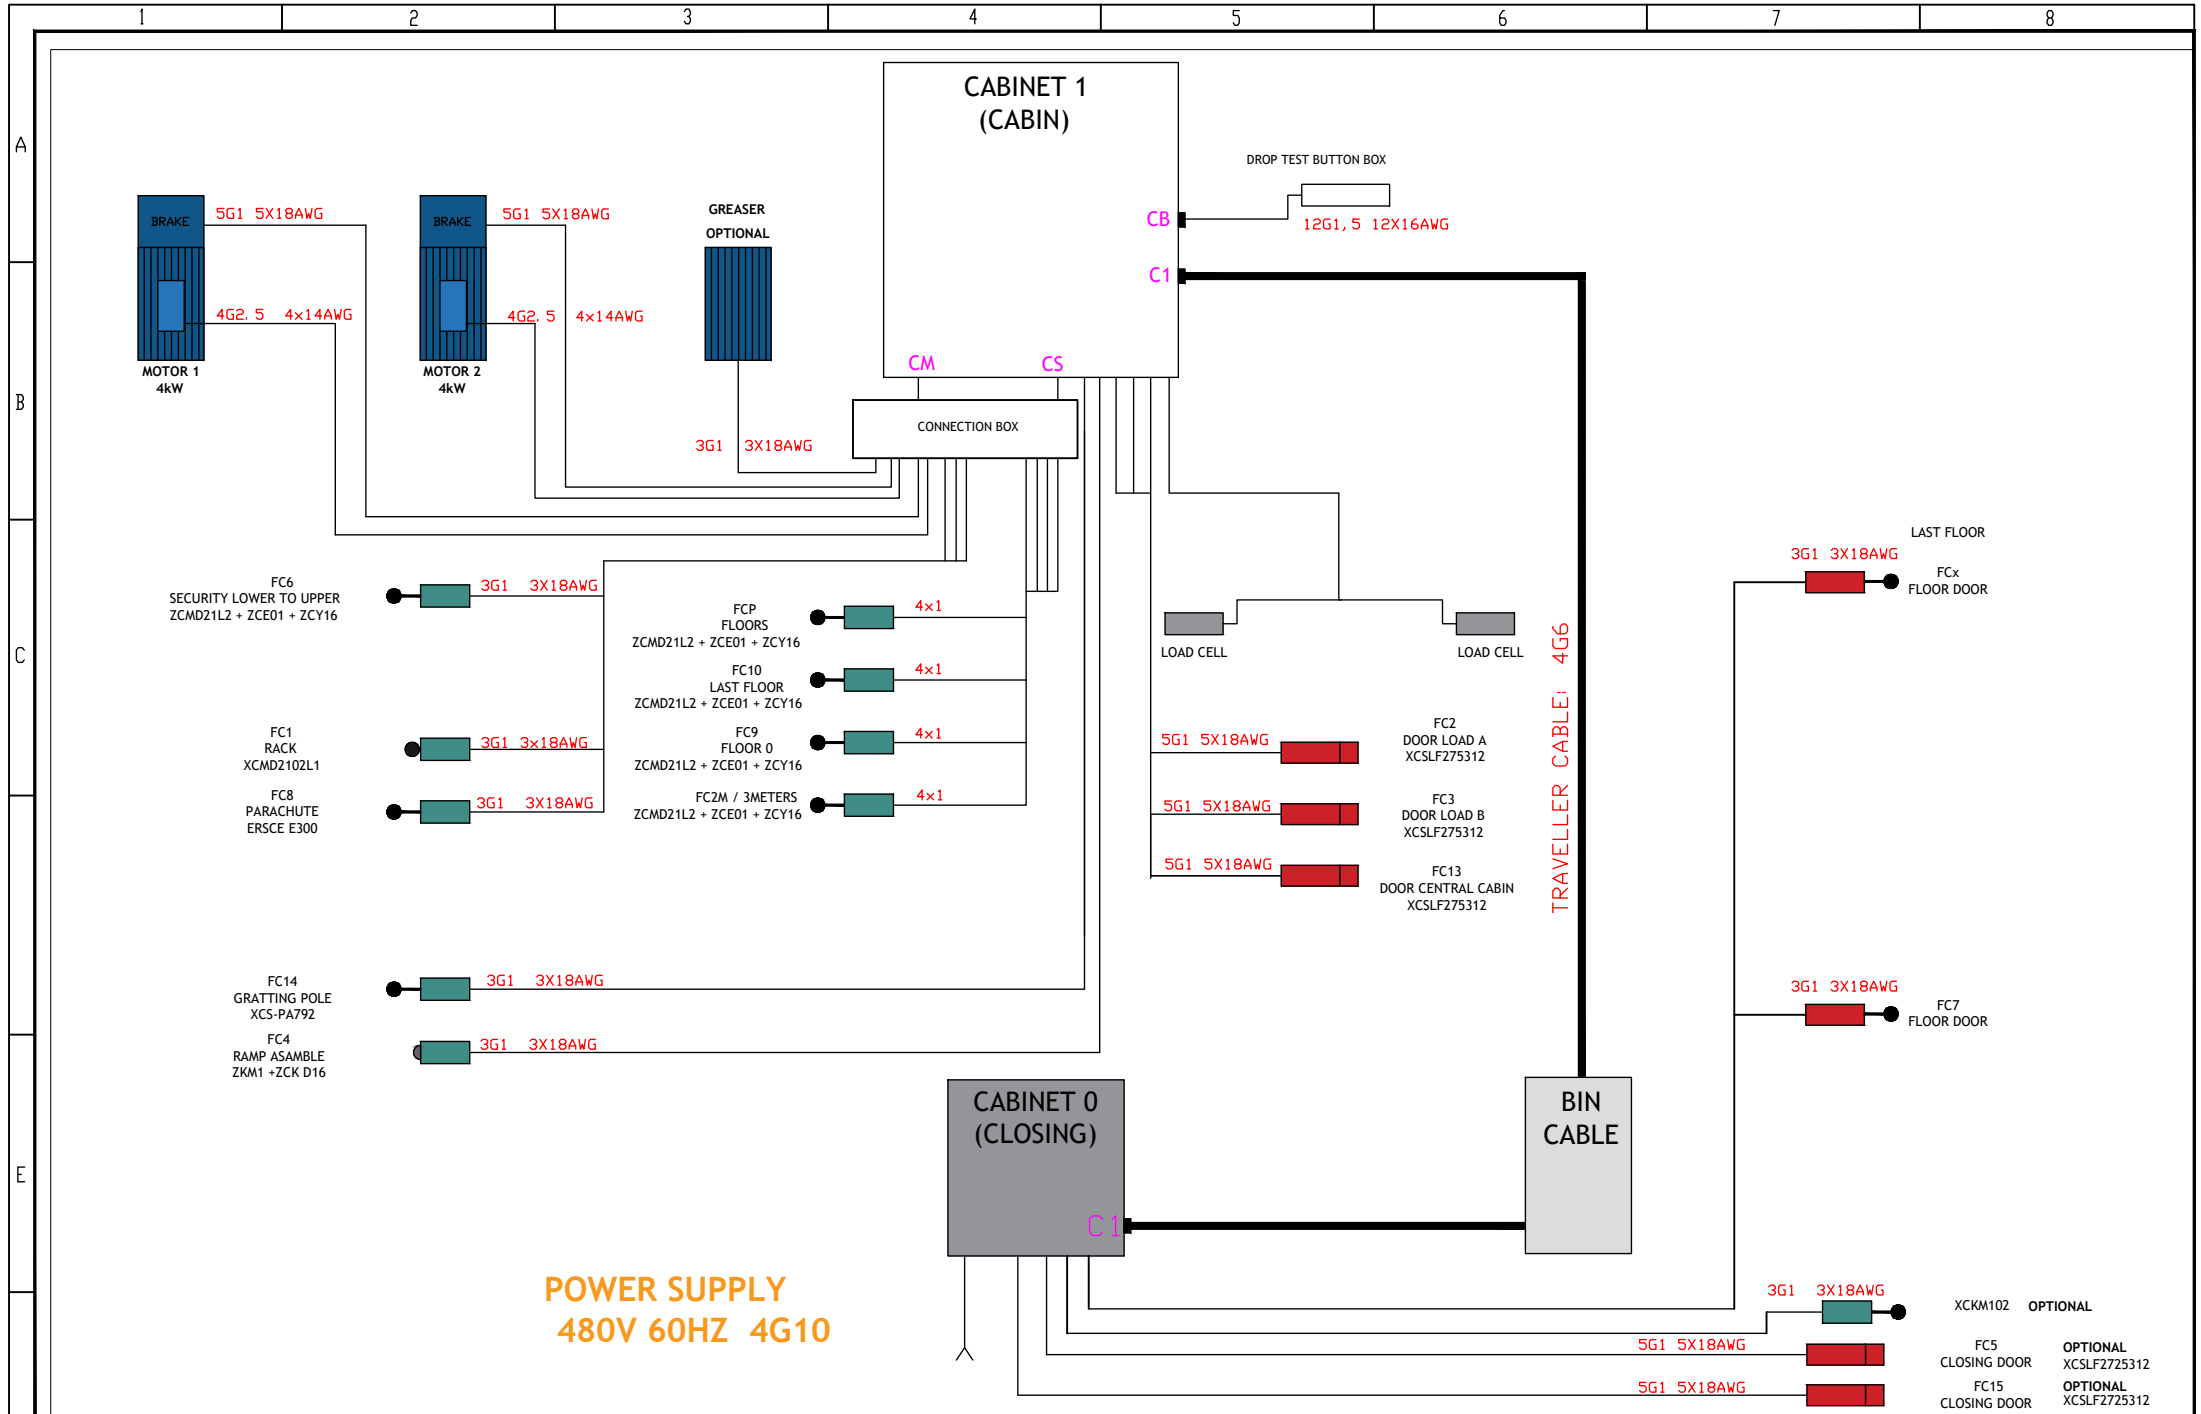 1 2 3 4 5 6 7 8
A
B
C
E
CABINET 1
(CABIN)
DROP TEST BUTTON BOX
CB
12G1,5 12X16AWG
C1
BRAKE
5G1 5X18AWG
BRAKE
5G1 5X18AWG
GREASER
OPTIONAL
4G2.5 4x14AWG
4G2.5 4x14AWG
MOTOR 1
4kW
MOTOR 2
4kW
CM
CS
CONNECTION BOX
3G1 3X18AWG
FC6
SECURITY LOWER TO UPPER
ZCMD21L2 + ZCE01 + ZCY16
3G1 3X18AWG
FC1
RACK
XCMD2102L1
3G1 3x18AWG
FC8
PARACHUTE
ERSCE E300
3G1 3X18AWG
FCP
FLOORS
ZCMD21L2 + ZCE01 + ZCY16
4x1
FC10
LAST FLOOR
ZCMD21L2 + ZCE01 + ZCY16
4x1
FC9
FLOOR 0
ZCMD21L2 + ZCE01 + ZCY16
4x1
FC2M / 3METERS
ZCMD21L2 + ZCE01 + ZCY16
4x1
LOAD CELL
LOAD CELL
5G1 5X18AWG
FC2
DOOR LOAD A
XCSLF275312
5G1 5X18AWG
FC3
DOOR LOAD B
XCSLF275312
5G1 5X18AWG
FC13
DOOR CENTRAL CABIN
XCSLF275312
TRAVELLER CABLE: 4G6
LAST FLOOR
3G1 3X18AWG
FCx
FLOOR DOOR
3G1 3X18AWG
FC7
FLOOR DOOR
FC14
GRATTING POLE
XCS-PA792
3G1 3X18AWG
FC4
RAMP ASAMBLE
ZKM1 +ZCK D16
3G1 3X18AWG
CABINET 0
(CLOSING)
C1
BIN
CABLE
POWER SUPPLY
480V 60HZ 4G10
3G1 3X18AWG
XCKM102 OPTIONAL
5G1 5X18AWG
FC5
CLOSING DOOR
OPTIONAL
XCSLF2725312
5G1 5X18AWG
FC15
CLOSING DOOR
OPTIONAL
XCSLF2725312